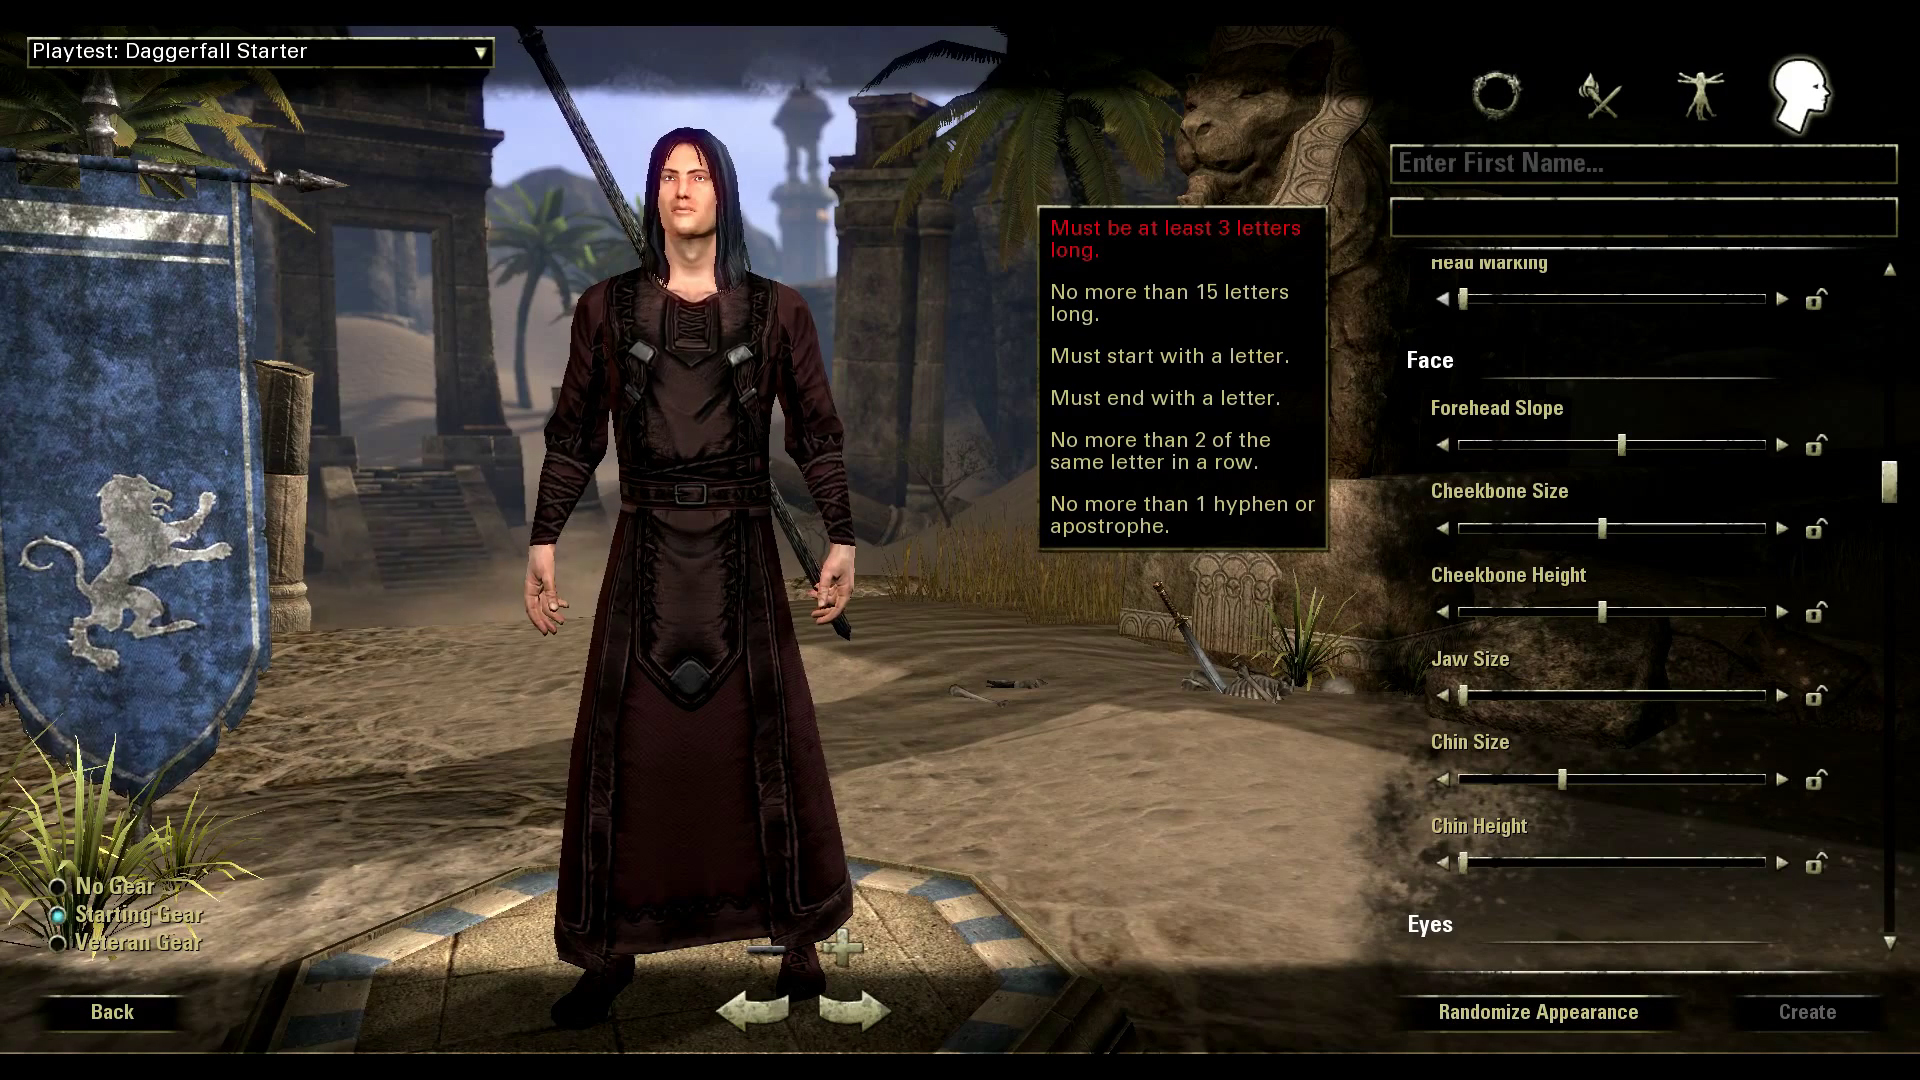 Playtest: Daggerfall Starter
Enter First Name...
Must be at least 3 letters
long.
No more than 15 letters
long.
Must start with a letter.
Must end with a letter.
No more than 2 of the
same letter in a row.
No more than 1 hyphen or
apostrophe.
Head Marking
Face
Forehead Slope
Cheekbone Size
Cheekbone Height
Jaw Size
Chin Size
Chin Height
Eyes
No Gear
Starting Gear
Veteran Gear
Back
Randomize Appearance
Create